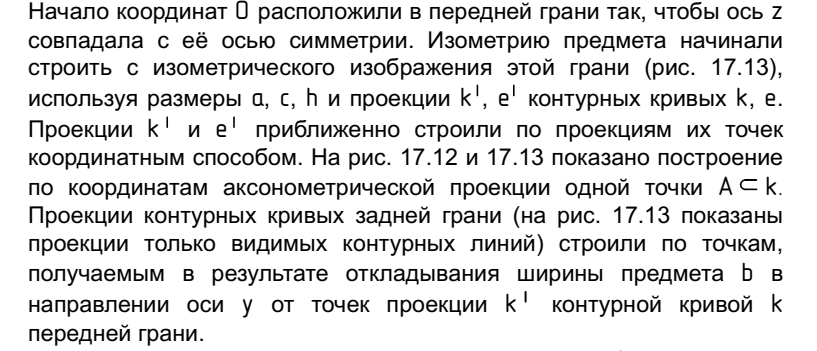 Начало координат 0 расположили в передней грани так, чтобы ось z
совпадала с её осью симметрии. Изометрию предмета начинали
строить с изометрического изображения этой грани (рис. 17.13),
используя размеры a, c, h и проекции k', e' контурных кривых k, e.
Проекции k' и e' приближенно строили по проекциям их точек
координатным способом. На рис. 17.12 и 17.13 показано построение
по координатам аксонометрической проекции одной точки A ⊂ k.
Проекции контурных кривых задней грани (на рис. 17.13 показаны
проекции только видимых контурных линий) строили по точкам,
получаемым в результате откладывания ширины предмета b в
направлении оси y от точек проекции k' контурной кривой k
передней грани.